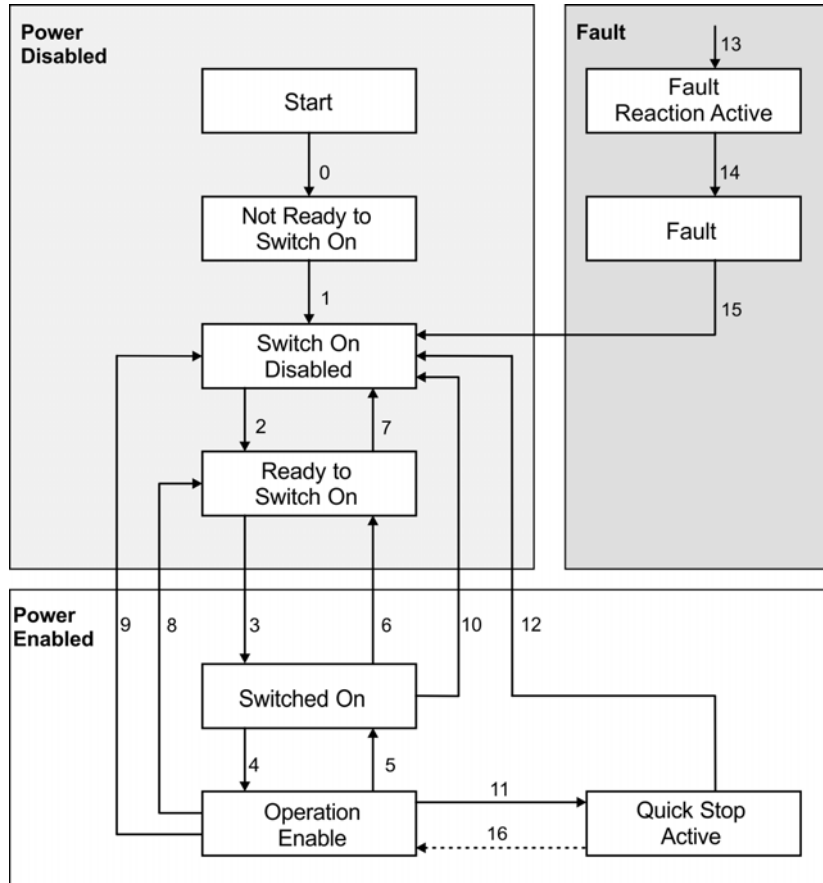 Power
Disabled
Fault
13
Start
Fault
Reaction Active
0
14
Not Ready to
Switch On
Fault
1
15
Switch On
Disabled
2
7
Ready to
Switch On
Power
Enabled
9
8
3
6
10
12
Switched On
4
5
11
Operation
Enable
Quick Stop
Active
16